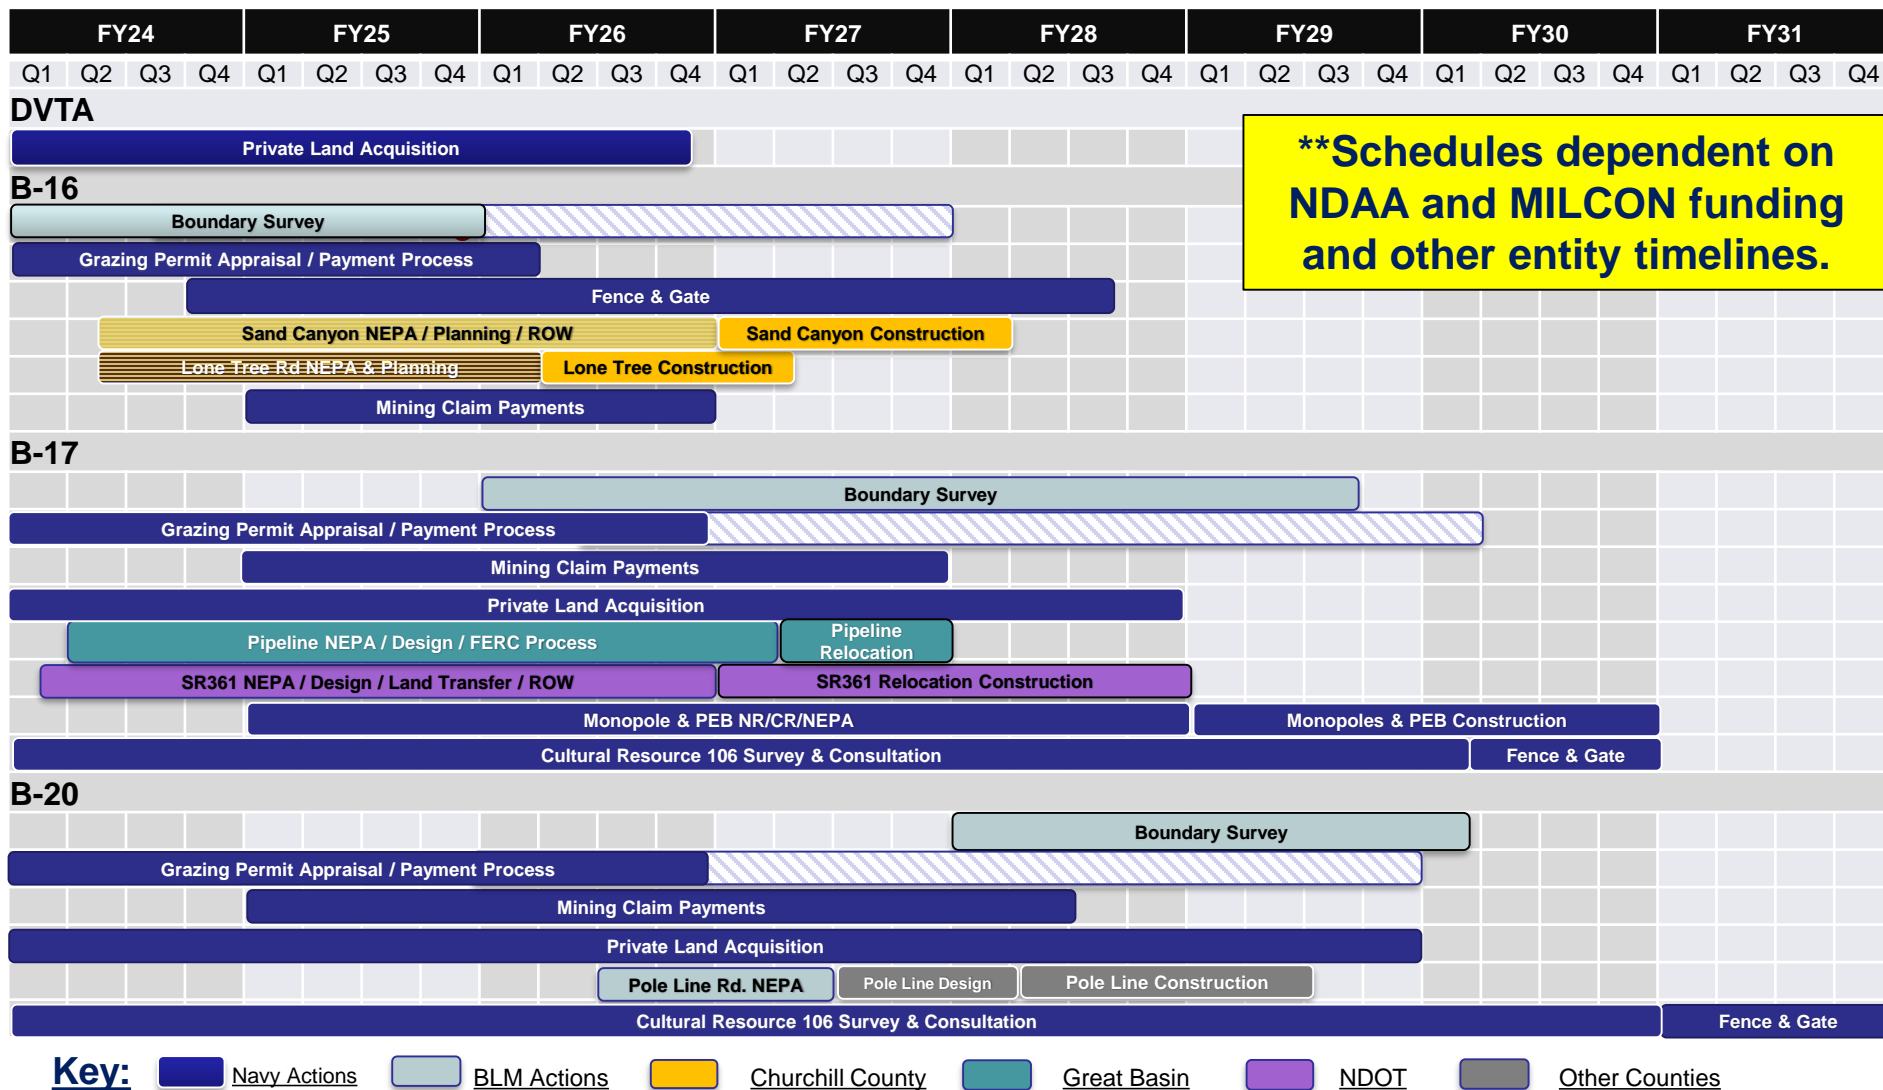 FY24 FY25 FY26 FY27 FY28 FY29 FY30 FY31
Q1 Q2 Q3 Q4 Q1 Q2 Q3 Q4 Q1 Q2 Q3 Q4 Q1 Q2 Q3 Q4 Q1 Q2 Q3 Q4 Q1 Q2 Q3 Q4 Q1 Q2 Q3 Q4 Q1 Q2 Q3 Q4
DVTA
Private Land Acquisition
**Schedules dependent on
NDAA and MILCON funding
and other entity timelines.
B-16
Boundary Survey
Grazing Permit Appraisal / Payment Process
Fence & Gate
Sand Canyon NEPA / Planning / ROW Sand Canyon Construction
Lone Tree Rd NEPA & Planning Lone Tree Construction
Mining Claim Payments
B-17
Boundary Survey
Grazing Permit Appraisal / Payment Process
Mining Claim Payments
Private Land Acquisition
Pipeline NEPA / Design / FERC Process
Pipeline
Relocation
SR361 NEPA / Design / Land Transfer / ROW SR361 Relocation Construction
Monopole & PEB NR/CR/NEPA Monopoles & PEB Construction
Cultural Resource 106 Survey & Consultation Fence & Gate
B-20
Boundary Survey
Grazing Permit Appraisal / Payment Process
Mining Claim Payments
Private Land Acquisition
Pole Line Rd. NEPA Pole Line Design Pole Line Construction
Cultural Resource 106 Survey & Consultation Fence & Gate
Key: Navy Actions BLM Actions Churchill County Great Basin NDOT Other Counties